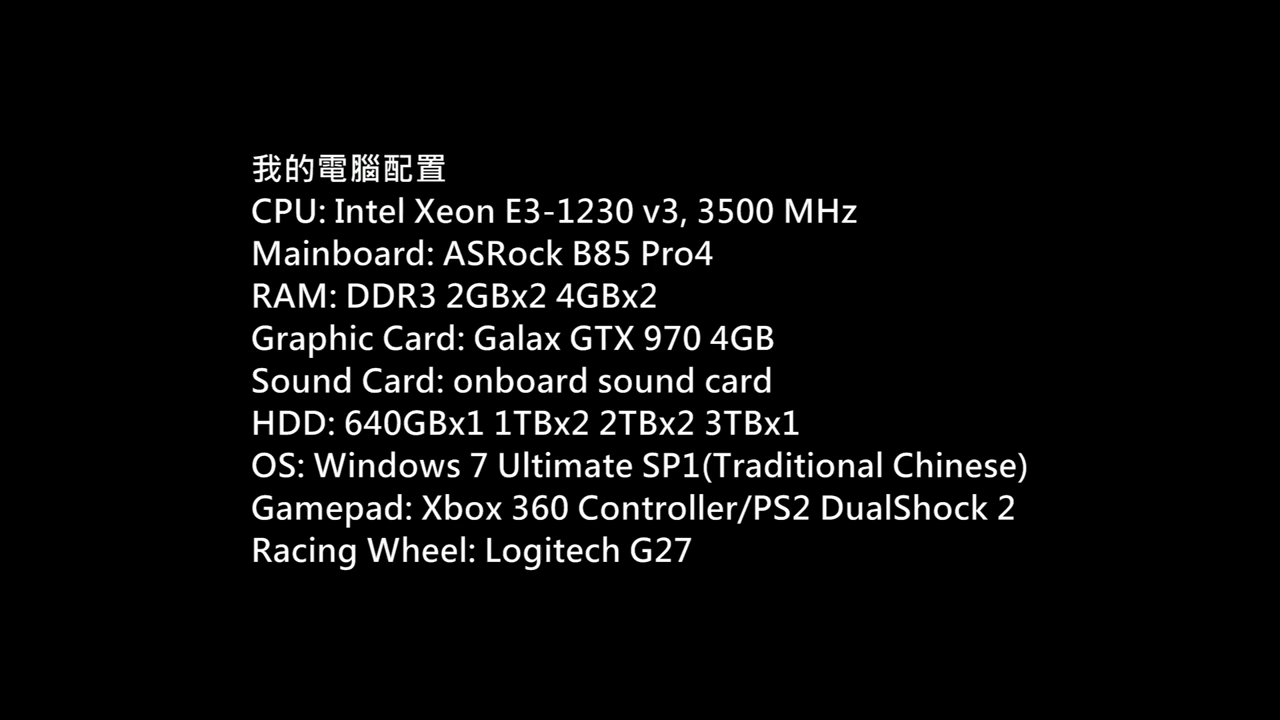 我的電腦配置
CPU: Intel Xeon E3-1230 v3, 3500 MHz
Mainboard: ASRock B85 Pro4
RAM: DDR3 2GBx2 4GBx2
Graphic Card: Galax GTX 970 4GB
Sound Card: onboard sound card
HDD: 640GBx1 1TBx2 2TBx2 3TBx1
OS: Windows 7 Ultimate SP1(Traditional Chinese)
Gamepad: Xbox 360 Controller/PS2 DualShock 2
Racing Wheel: Logitech G27